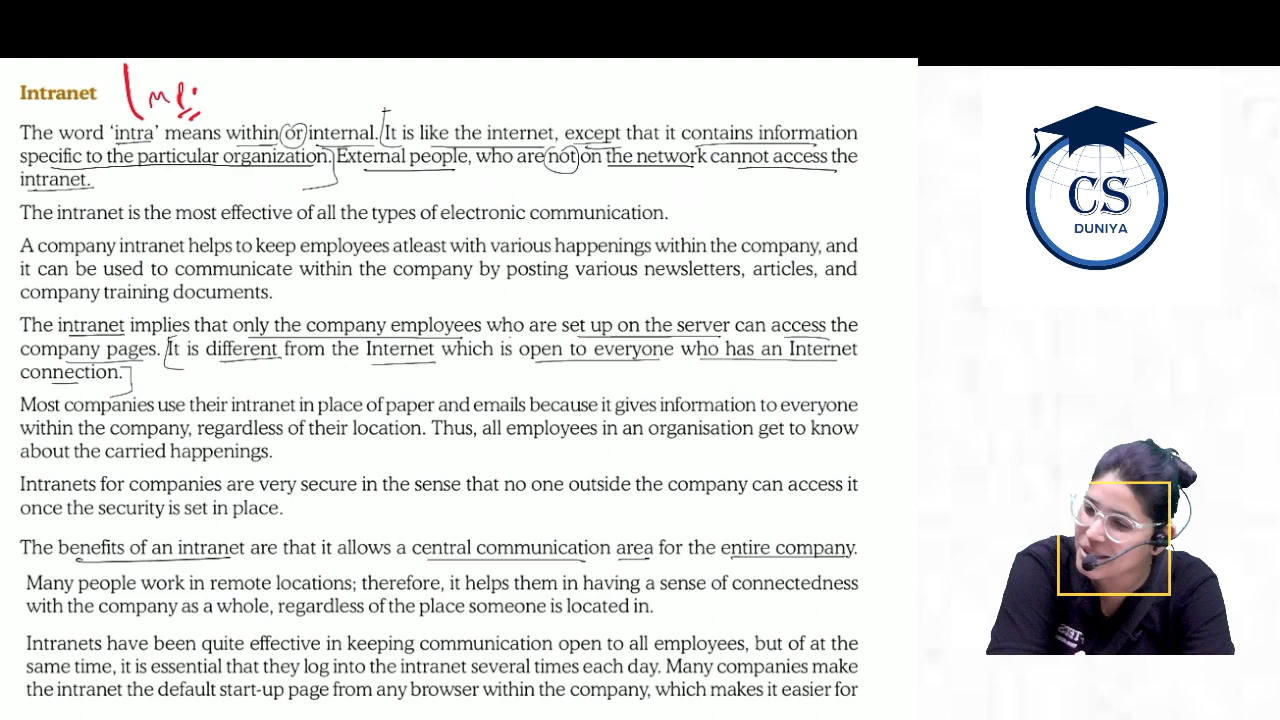 Intranet
Imp.
The word ‘intra’ means within or internal. It is like the internet, except that it contains information
specific to the particular organization. External people, who are not on the network cannot access the
intranet.
The intranet is the most effective of all the types of electronic communication.
A company intranet helps to keep employees atleast with various happenings within the company, and
it can be used to communicate within the company by posting various newsletters, articles, and
company training documents.
The intranet implies that only the company employees who are set up on the server can access the
company pages. It is different from the Internet which is open to everyone who has an Internet
connection.
Most companies use their intranet in place of paper and emails because it gives information to everyone
within the company, regardless of their location. Thus, all employees in an organisation get to know
about the carried happenings.
Intranets for companies are very secure in the sense that no one outside the company can access it
once the security is set in place.
The benefits of an intranet are that it allows a central communication area for the entire company.
Many people work in remote locations; therefore, it helps them in having a sense of connectedness
with the company as a whole, regardless of the place someone is located in.
Intranets have been quite effective in keeping communication open to all employees, but of at the
same time, it is essential that they log into the intranet several times each day. Many companies make
the intranet the default start-up page from any browser within the company, which makes it easier for
CS
DUNIYA